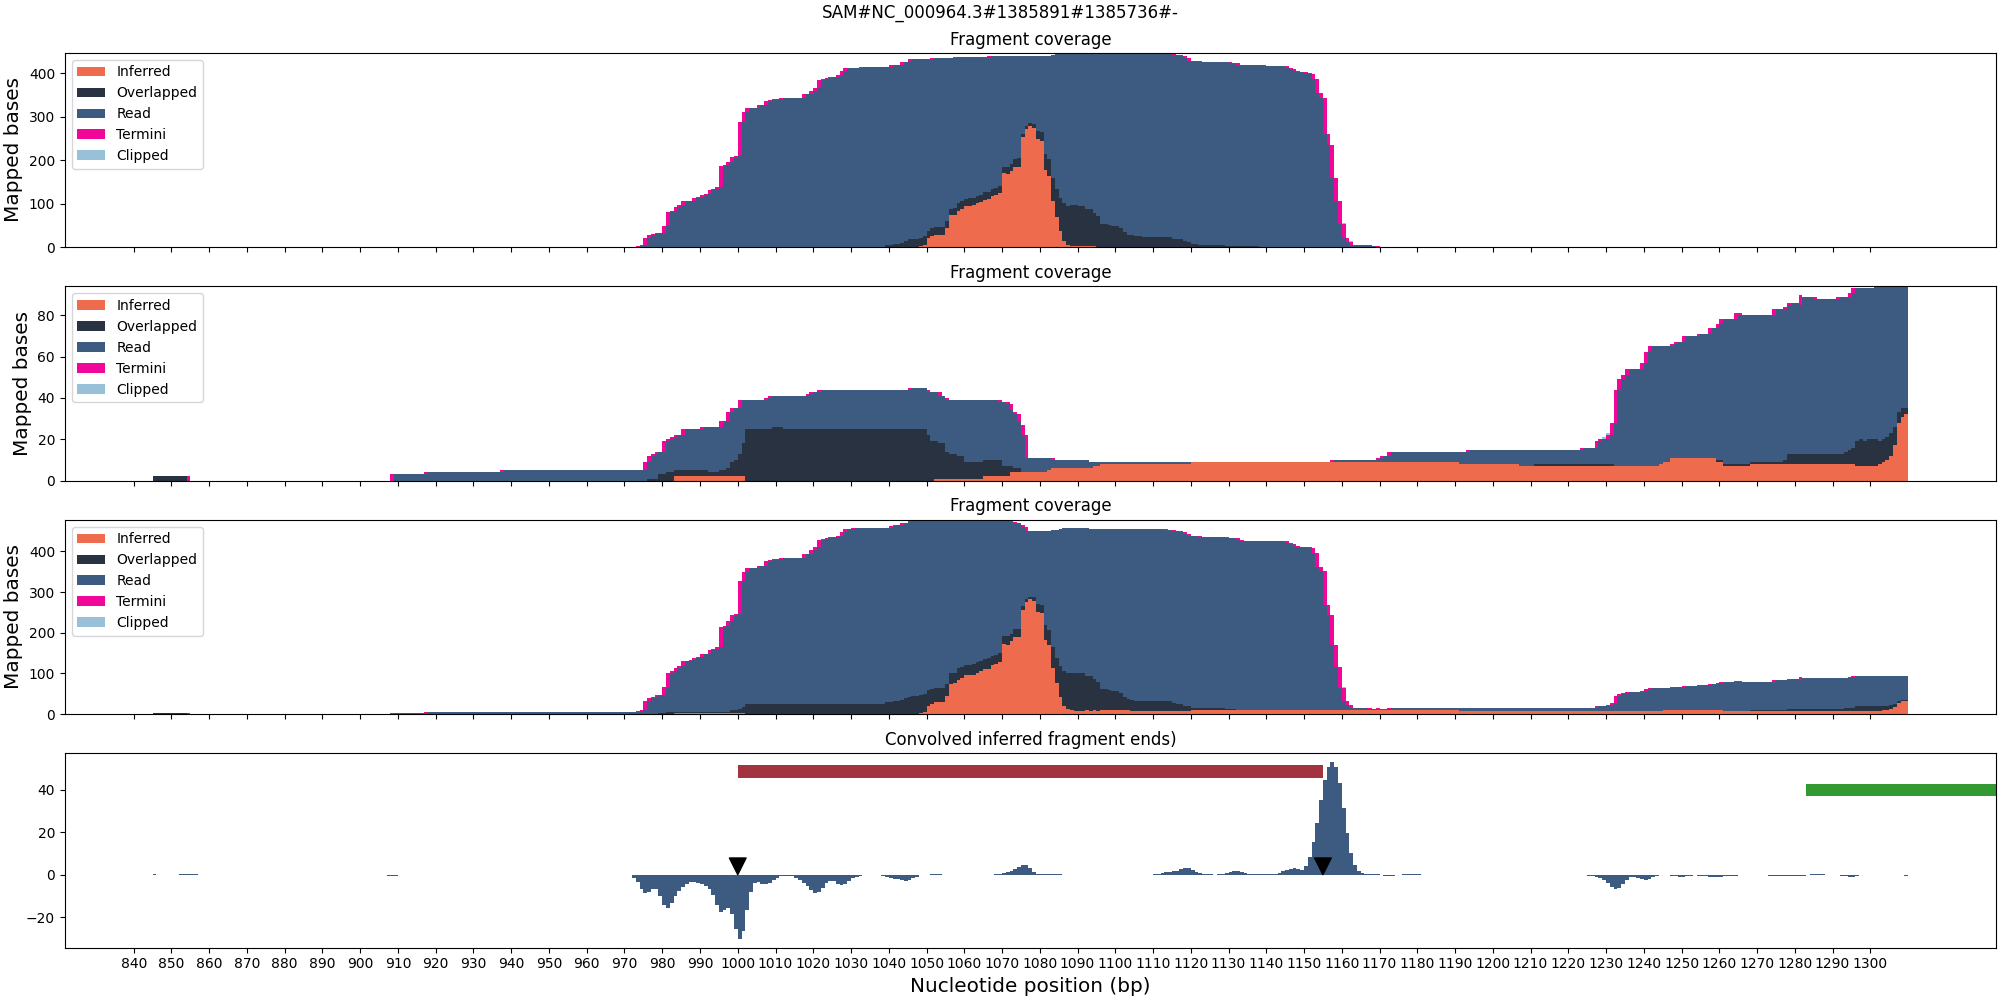 SAM#NC_000964.3#1385891#1385736#-
Fragment coverage
Mapped bases
400
300
200
100
0
Inferred
Overlapped
Read
Termini
Clipped
Fragment coverage
Mapped bases
80
60
40
20
0
Inferred
Overlapped
Read
Termini
Clipped
Fragment coverage
Mapped bases
400
300
200
100
0
Inferred
Overlapped
Read
Termini
Clipped
Convolved inferred fragment ends)
40
20
0
−20
840 850 860 870 880 890 900 910 920 930 940 950 960 970 980 990 1000 1010 1020 1030 1040 1050 1060 1070 1080 1090 1100 1110 1120 1130 1140 1150 1160 1170 1180 1190 1200 1210 1220 1230 1240 1250 1260 1270 1280 1290 1300
Nucleotide position (bp)